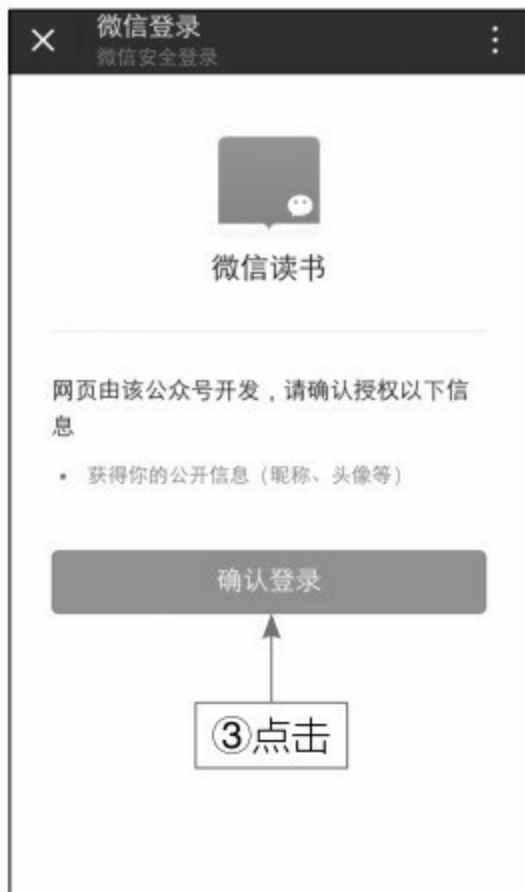 微信登录
微信安全登录
微信读书
网页由该公众号开发，请确认授权以下信
息
• 获得你的公开信息（昵称、头像等）
确认登录
③点击